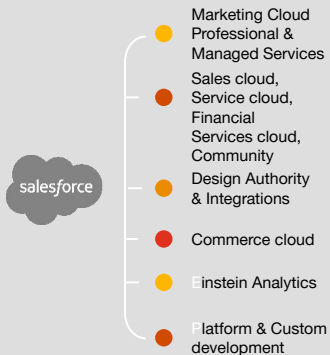 Marketing Cloud
Professional &
Managed Services
Sales cloud,
Service cloud,
Financial
Services cloud,
Community
salesforce
Design Authority
& Integrations
Commerce cloud
Einstein Analytics
Platform & Custom
development